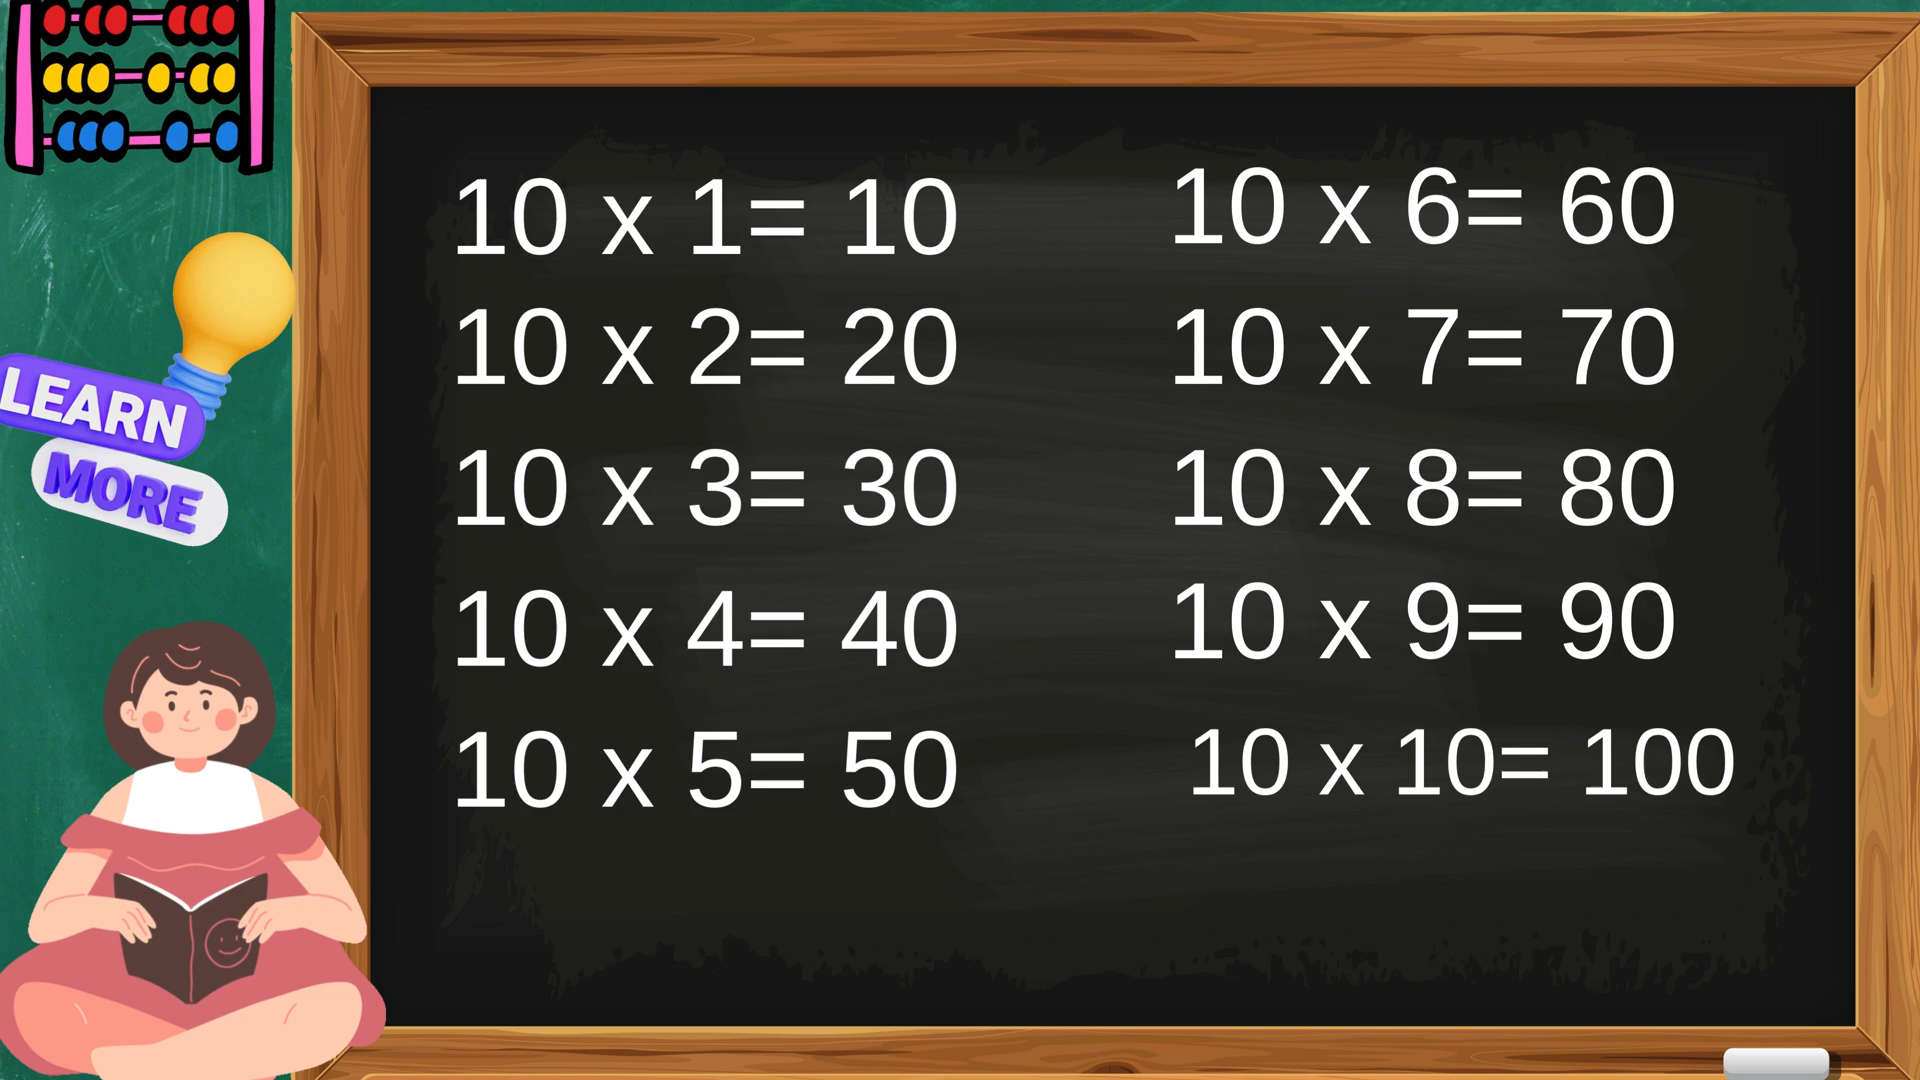 LEARN
MORE
10 x 1= 10
10 x 2= 20
10 x 3= 30
10 x 4= 40
10 x 5= 50
10 x 6= 60
10 x 7= 70
10 x 8= 80
10 x 9= 90
10 x 10= 100